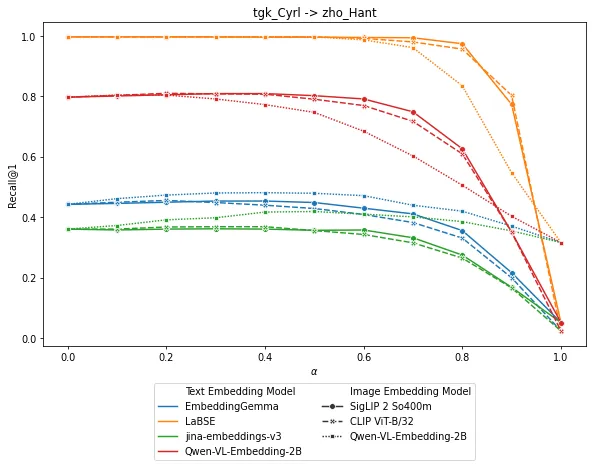 tgk_Cyrl -> zho_Hant
Recall@1
1.0
0.8
0.6
0.4
0.2
0.0
0.0 0.2 0.4 0.6 0.8 1.0
α
Text Embedding Model
EmbeddingGemma
LaBSE
jina-embeddings-v3
Qwen-VL-Embedding-2B
Image Embedding Model
SigLIP 2 So400m
CLIP ViT-B/32
Qwen-VL-Embedding-2B